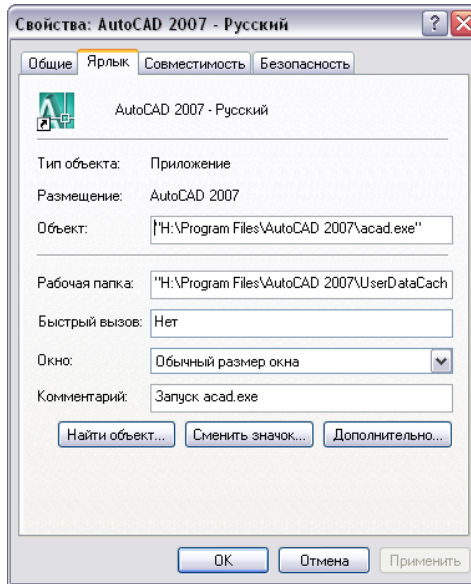 Свойства: AutoCAD 2007 - Русский
Общие Ярлык Совместимость Безопасность
AutoCAD 2007 - Русский
Тип объекта: Приложение
Размещение: AutoCAD 2007
Объект: "H:\Program Files\AutoCAD 2007\acad.exe"
Рабочая папка: "H:\Program Files\AutoCAD 2007\UserDataCach
Быстрый вызов: Нет
Окно: Обычный размер окна
Комментарий: Запуск acad.exe
Найти объект... Сменить значок... Дополнительно...
OK Отмена Применить